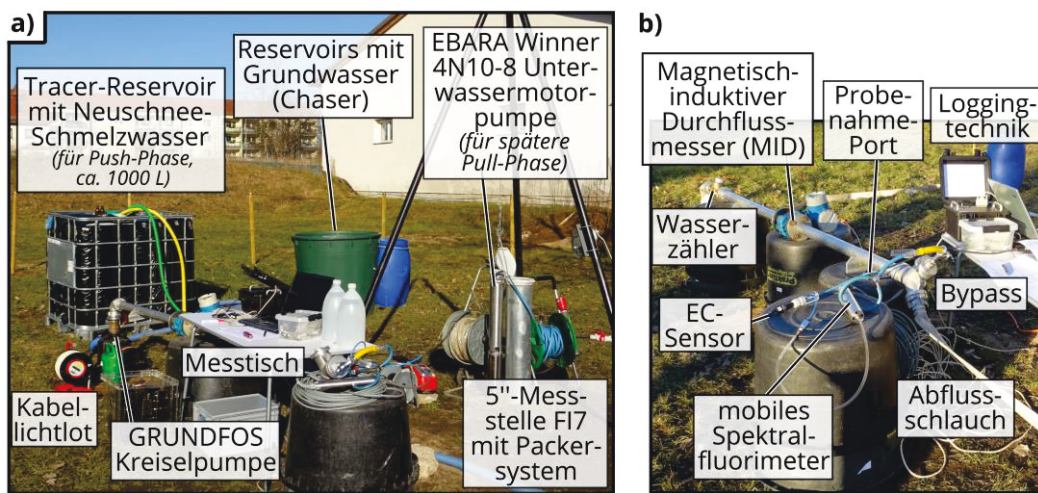 a)
Tracer-Reservoir
mit Neuschnee-
Schmelzwasser
(für Push-Phase,
ca. 1000 L)
Reservoirs mit
Grundwasser
(Chaser)
EBARA Winner
4N10-8 Unter-
wassermotor-
pumpe
(für spätere
Pull-Phase)
Messtisch
Kabel-
lichtlot
GRUNDFOS
Kreiselpumpe
5''-Mess-
stelle FI7
mit Packer-
system
b)
Magnetisch-
induktiver
Durchfluss-
messer (MID)
Probe-
nahme-
Port
Logging-
technik
Wasser-
zähler
EC-
Sensor
Bypass
mobiles
Spektral-
fluorimeter
Abfluss-
schlauch